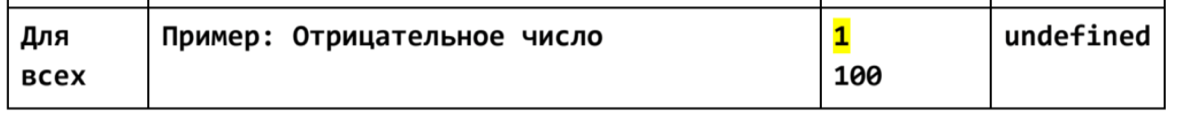 Для Пример: Отрицательное число 1 undefined
всех 100